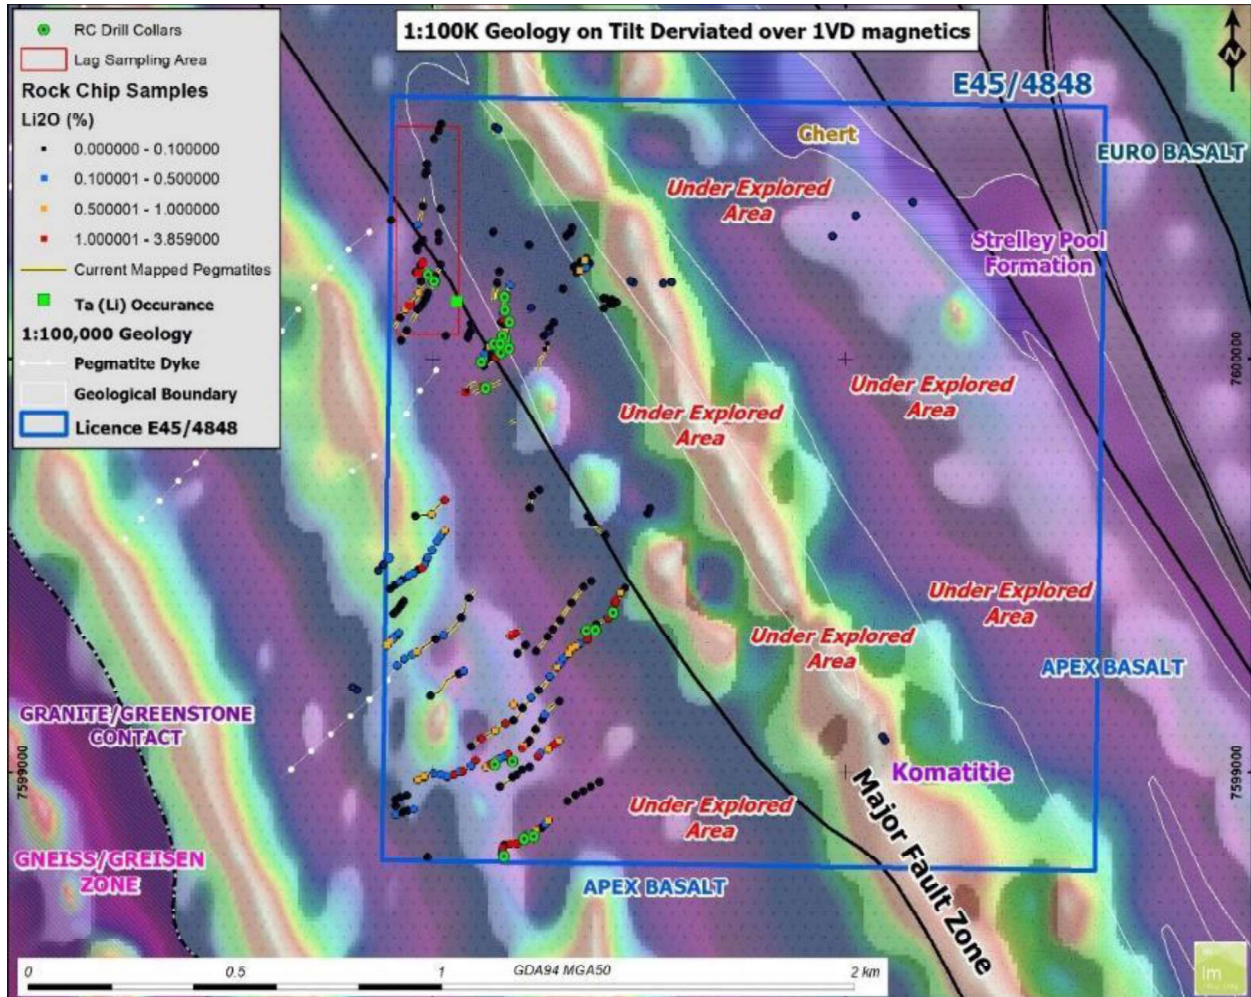 1:100K Geology on Tilt Derviated over 1VD magnetics
RC Drill Collars
Lag Sampling Area
Rock Chip Samples
Li2O (%)
0.000000 - 0.100000
0.100001 - 0.500000
0.500001 - 1.000000
1.000001 - 3.859000
Current Mapped Pegmatites
Ta (Li) Occurance
1:100,000 Geology
Pegmatite Dyke
Geological Boundary
Licence E45/4848
N
E45/4848
Chert
EURO BASALT
Under Explored
Area
Strelley Pool
Formation
7600000
Under Explored
Area
Under Explored
Area
Under Explored
Area
Under Explored
Area
APEX BASALT
GRANITE/GREENSTONE
CONTACT
7599000
7599000
Komatitie
Under Explored
Area
Major Fault Zone
GNEISS/GREISEN
ZONE
APEX BASALT
0
0.5
1
2 km
GDA94 MGA50
lm